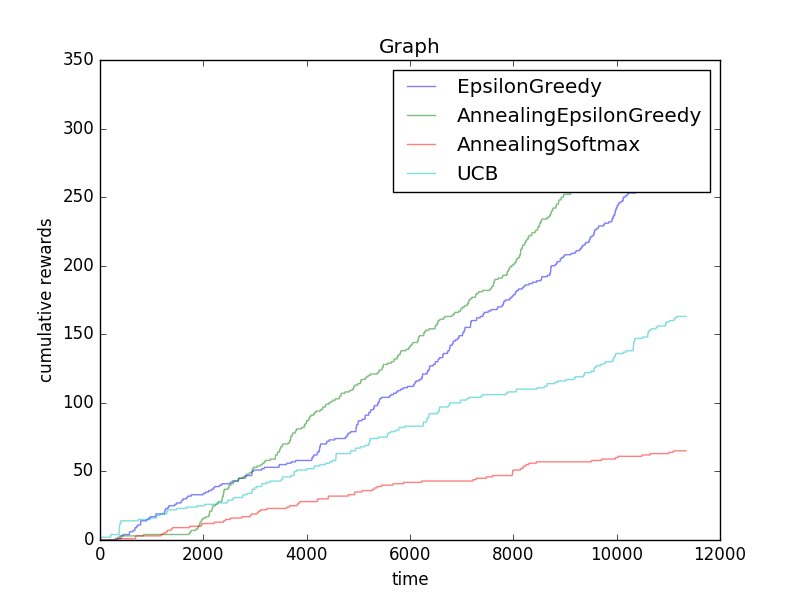 Graph
350
300
250
200
150
100
50
0
cumulative rewards
EpsilonGreedy
AnnealingEpsilonGreedy
AnnealingSoftmax
UCB
0 2000 4000 6000 8000 10000 12000
time